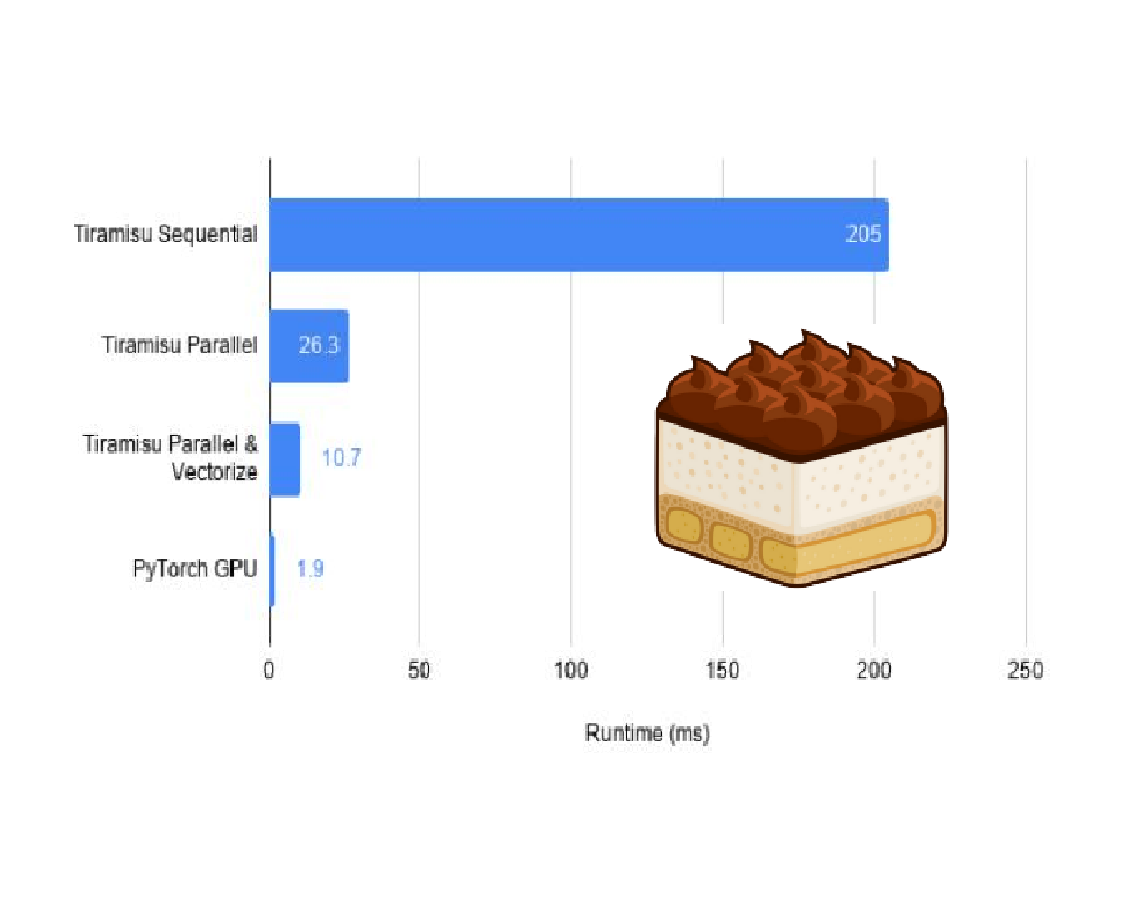 Tiramisu Sequential
205
Tiramisu Parallel
26.3
Tiramisu Parallel &
Vectorize
10.7
PyTorch GPU
1.9
0 50 100 150 200 250
Runtime (ms)